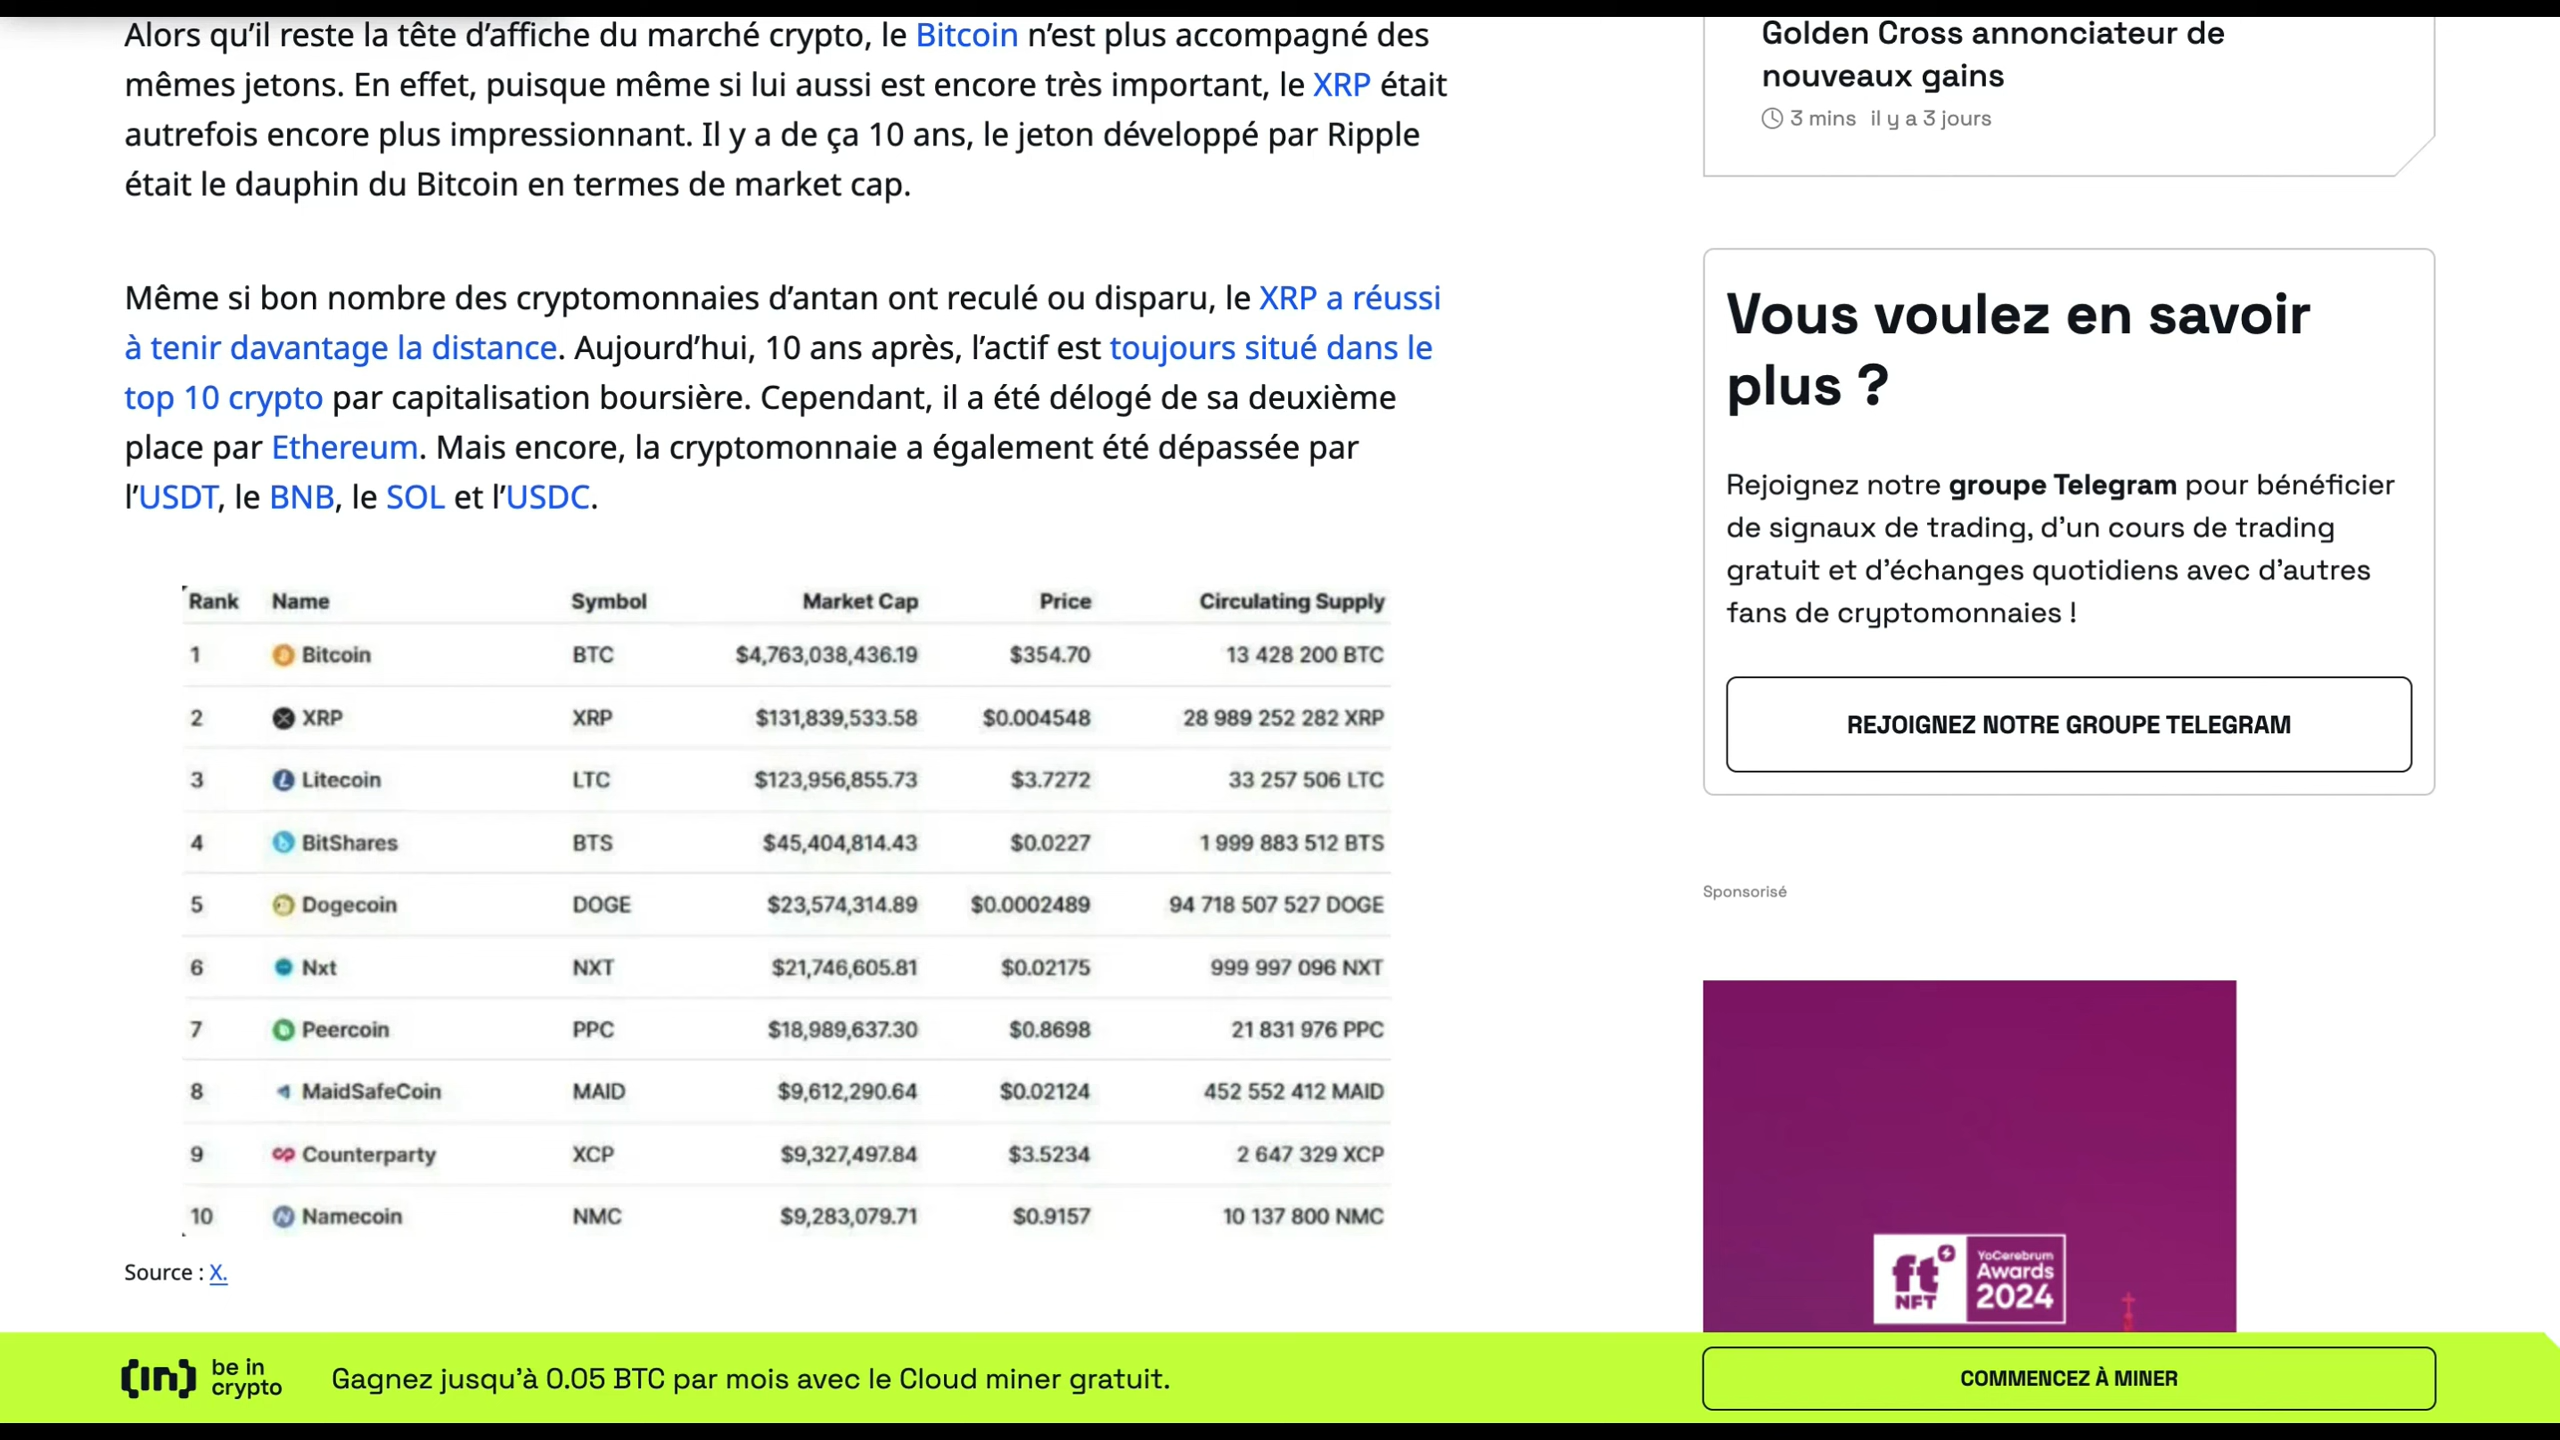 Alors qu’il reste la tête d’affiche du marché crypto, le Bitcoin n’est plus accompagné des
mêmes jetons. En effet, puisque même si lui aussi est encore très important, le XRP était
autrefois encore plus impressionnant. Il y a de ça 10 ans, le jeton développé par Ripple
était le dauphin du Bitcoin en termes de market cap.
Même si bon nombre des cryptomonnaies d’antan ont reculé ou disparu, le XRP a réussi
à tenir davantage la distance. Aujourd’hui, 10 ans après, l’actif est toujours situé dans le
top 10 crypto par capitalisation boursière. Cependant, il a été délogé de sa deuxième
place par Ethereum. Mais encore, la cryptomonnaie a également été dépassée par
l’USDT, le BNB, le SOL et l’USDC.
Rank Name Symbol Market Cap Price Circulating Supply
1 Bitcoin BTC $4,763,038,436.19 $354.70 13 428 200 BTC
2 XRP XRP $131,839,533.58 $0.004548 28 989 252 282 XRP
3 Litecoin LTC $123,956,855.73 $3.7272 33 257 506 LTC
4 BitShares BTS $45,404,814.43 $0.0227 1 999 883 512 BTS
5 Dogecoin DOGE $23,574,314.89 $0.0002489 94 718 507 527 DOGE
6 Nxt NXT $21,746,605.81 $0.02175 999 997 096 NXT
7 Peercoin PPC $18,989,637.30 $0.8698 21 831 976 PPC
8 MaidSafeCoin MAID $9,612,290.64 $0.02124 452 552 412 MAID
9 Counterparty XCP $9,327,497.84 $3.5234 2 647 329 XCP
10 Namecoin NMC $9,283,079.71 $0.9157 10 137 800 NMC
Source : X.
Golden Cross annonciateur de
nouveaux gains
3 mins il y a 3 jours
Vous voulez en savoir
plus ?
Rejoignez notre groupe Telegram pour bénéficier
de signaux de trading, d’un cours de trading
gratuit et d’échanges quotidiens avec d’autres
fans de cryptomonnaies !
REJOIGNEZ NOTRE GROUPE TELEGRAM
Sponsorisé
ft NFT
YoCerebrum
Awards
2024
(in) be in
crypto
Gagnez jusqu’à 0.05 BTC par mois avec le Cloud miner gratuit.
COMMENCEZ À MINER